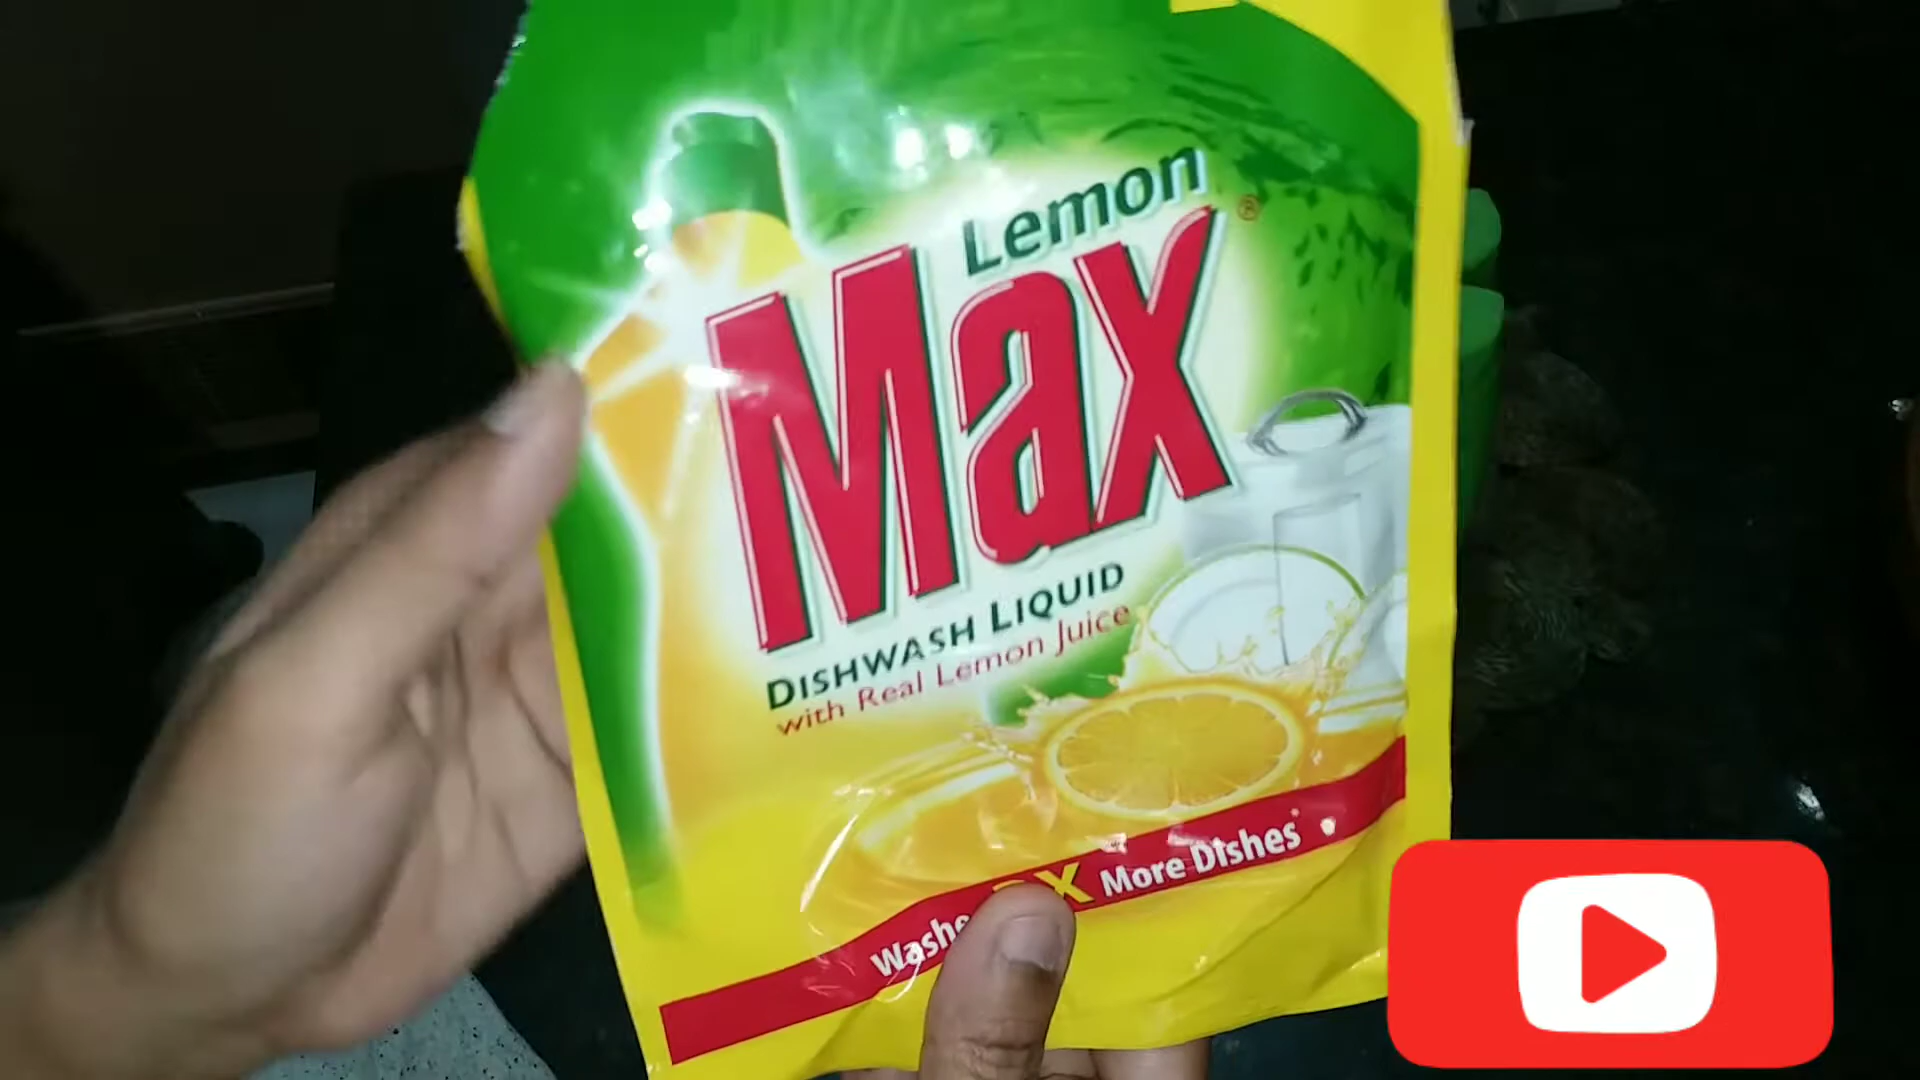 Lemon
Max ®
DISHWASH LIQUID
with Real Lemon Juice
X More Dishes